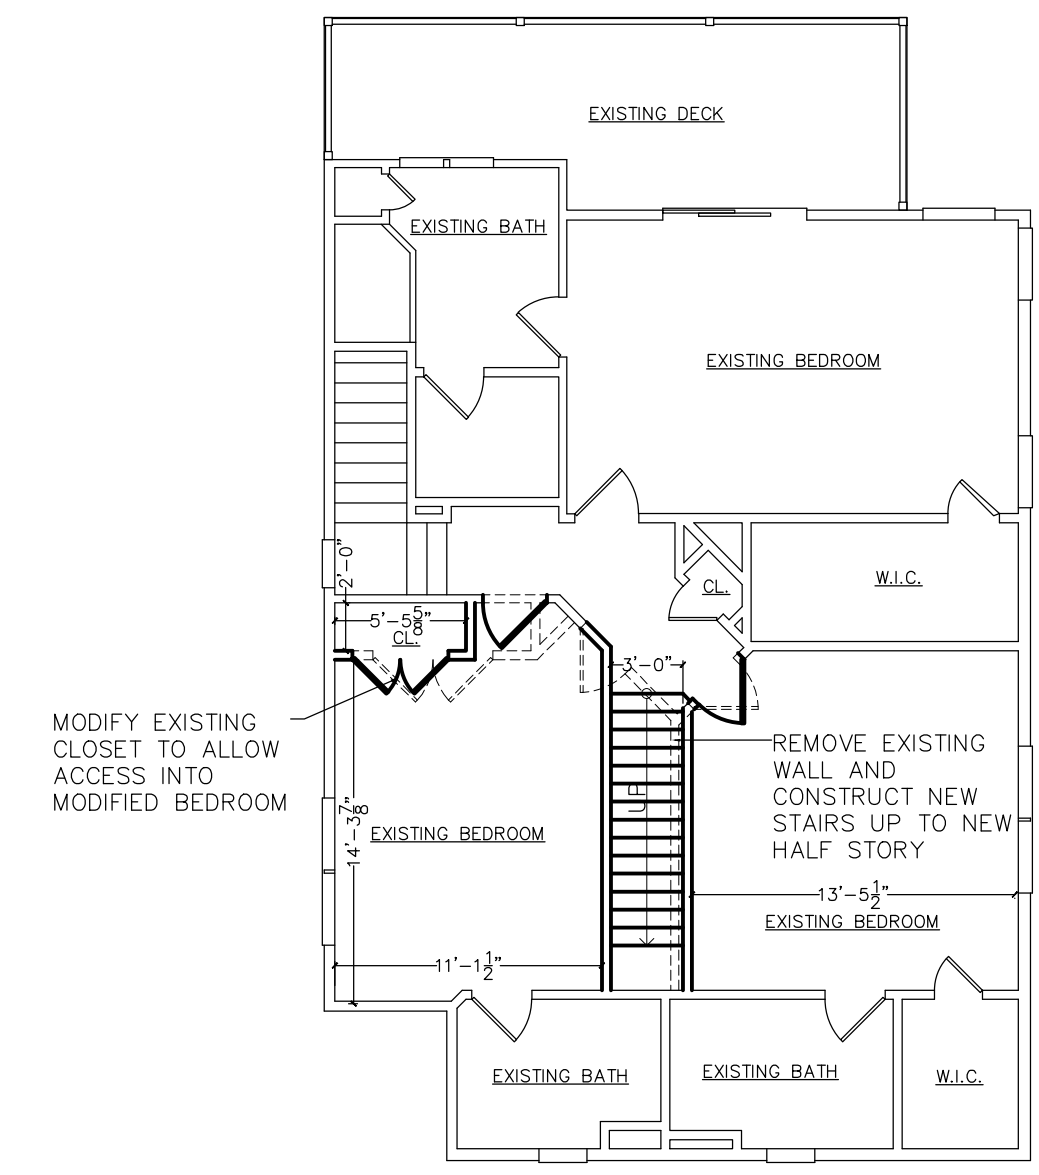 EXISTING DECK
EXISTING BATH
EXISTING BEDROOM
2'-0"
W.I.C.
CL.
5'-5 5/8"
CL.
3'-0"
MODIFY EXISTING
CLOSET TO ALLOW
ACCESS INTO
MODIFIED BEDROOM
REMOVE EXISTING
WALL AND
CONSTRUCT NEW
STAIRS UP TO NEW
HALF STORY
UP
14'-3 7/8"
EXISTING BEDROOM
13'-5 1/2"
EXISTING BEDROOM
11'-1 1/2"
EXISTING BATH
EXISTING BATH
W.I.C.